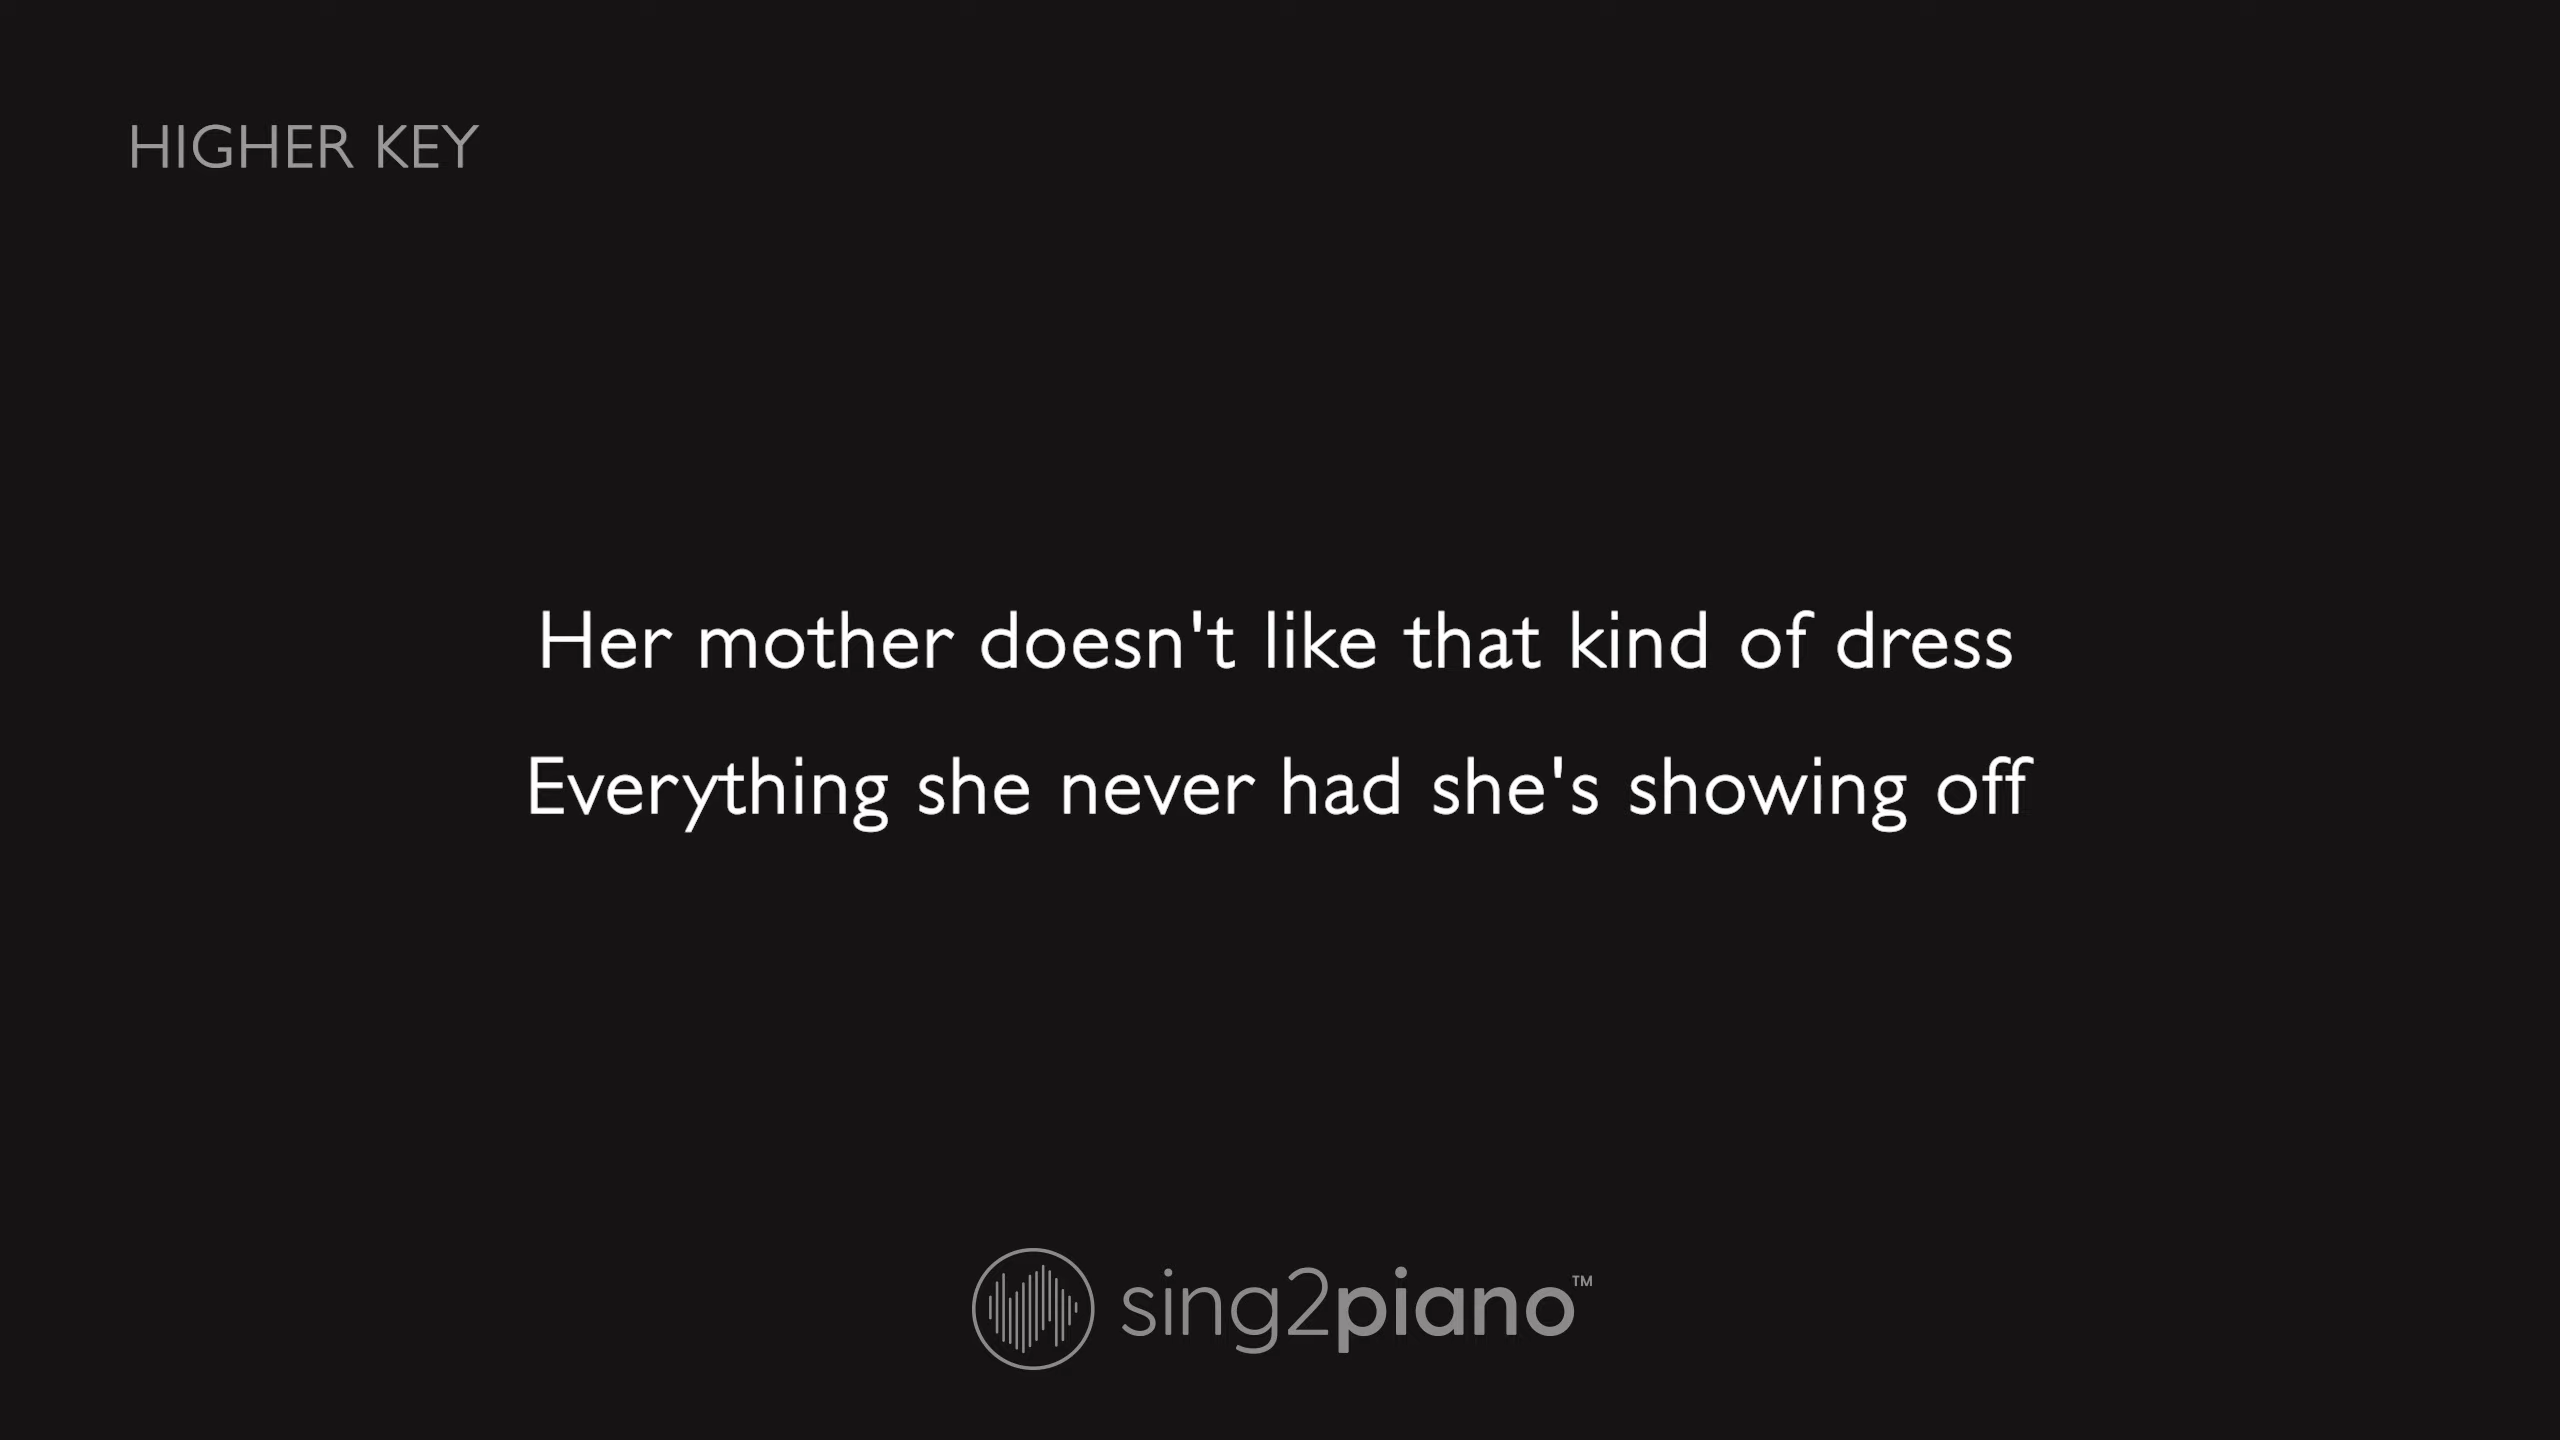 HIGHER KEY
Her mother doesn't like that kind of dress
Everything she never had she's showing off
sing2piano™